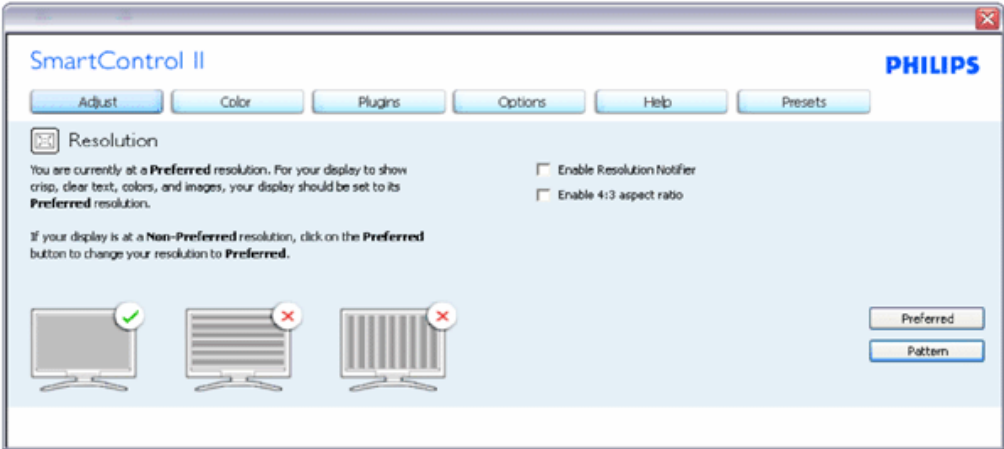 SmartControl II
PHILIPS
Adjust
Color
Plugins
Options
Help
Presets
Resolution
You are currently at a Preferred resolution. For your display to show
crisp, clear text, colors, and images, your display should be set to its
Preferred resolution.
If your display is at a Non-Preferred resolution, click on the Preferred
button to change your resolution to Preferred.
Enable Resolution Notifier
Enable 4:3 aspect ratio
Preferred
Pattern